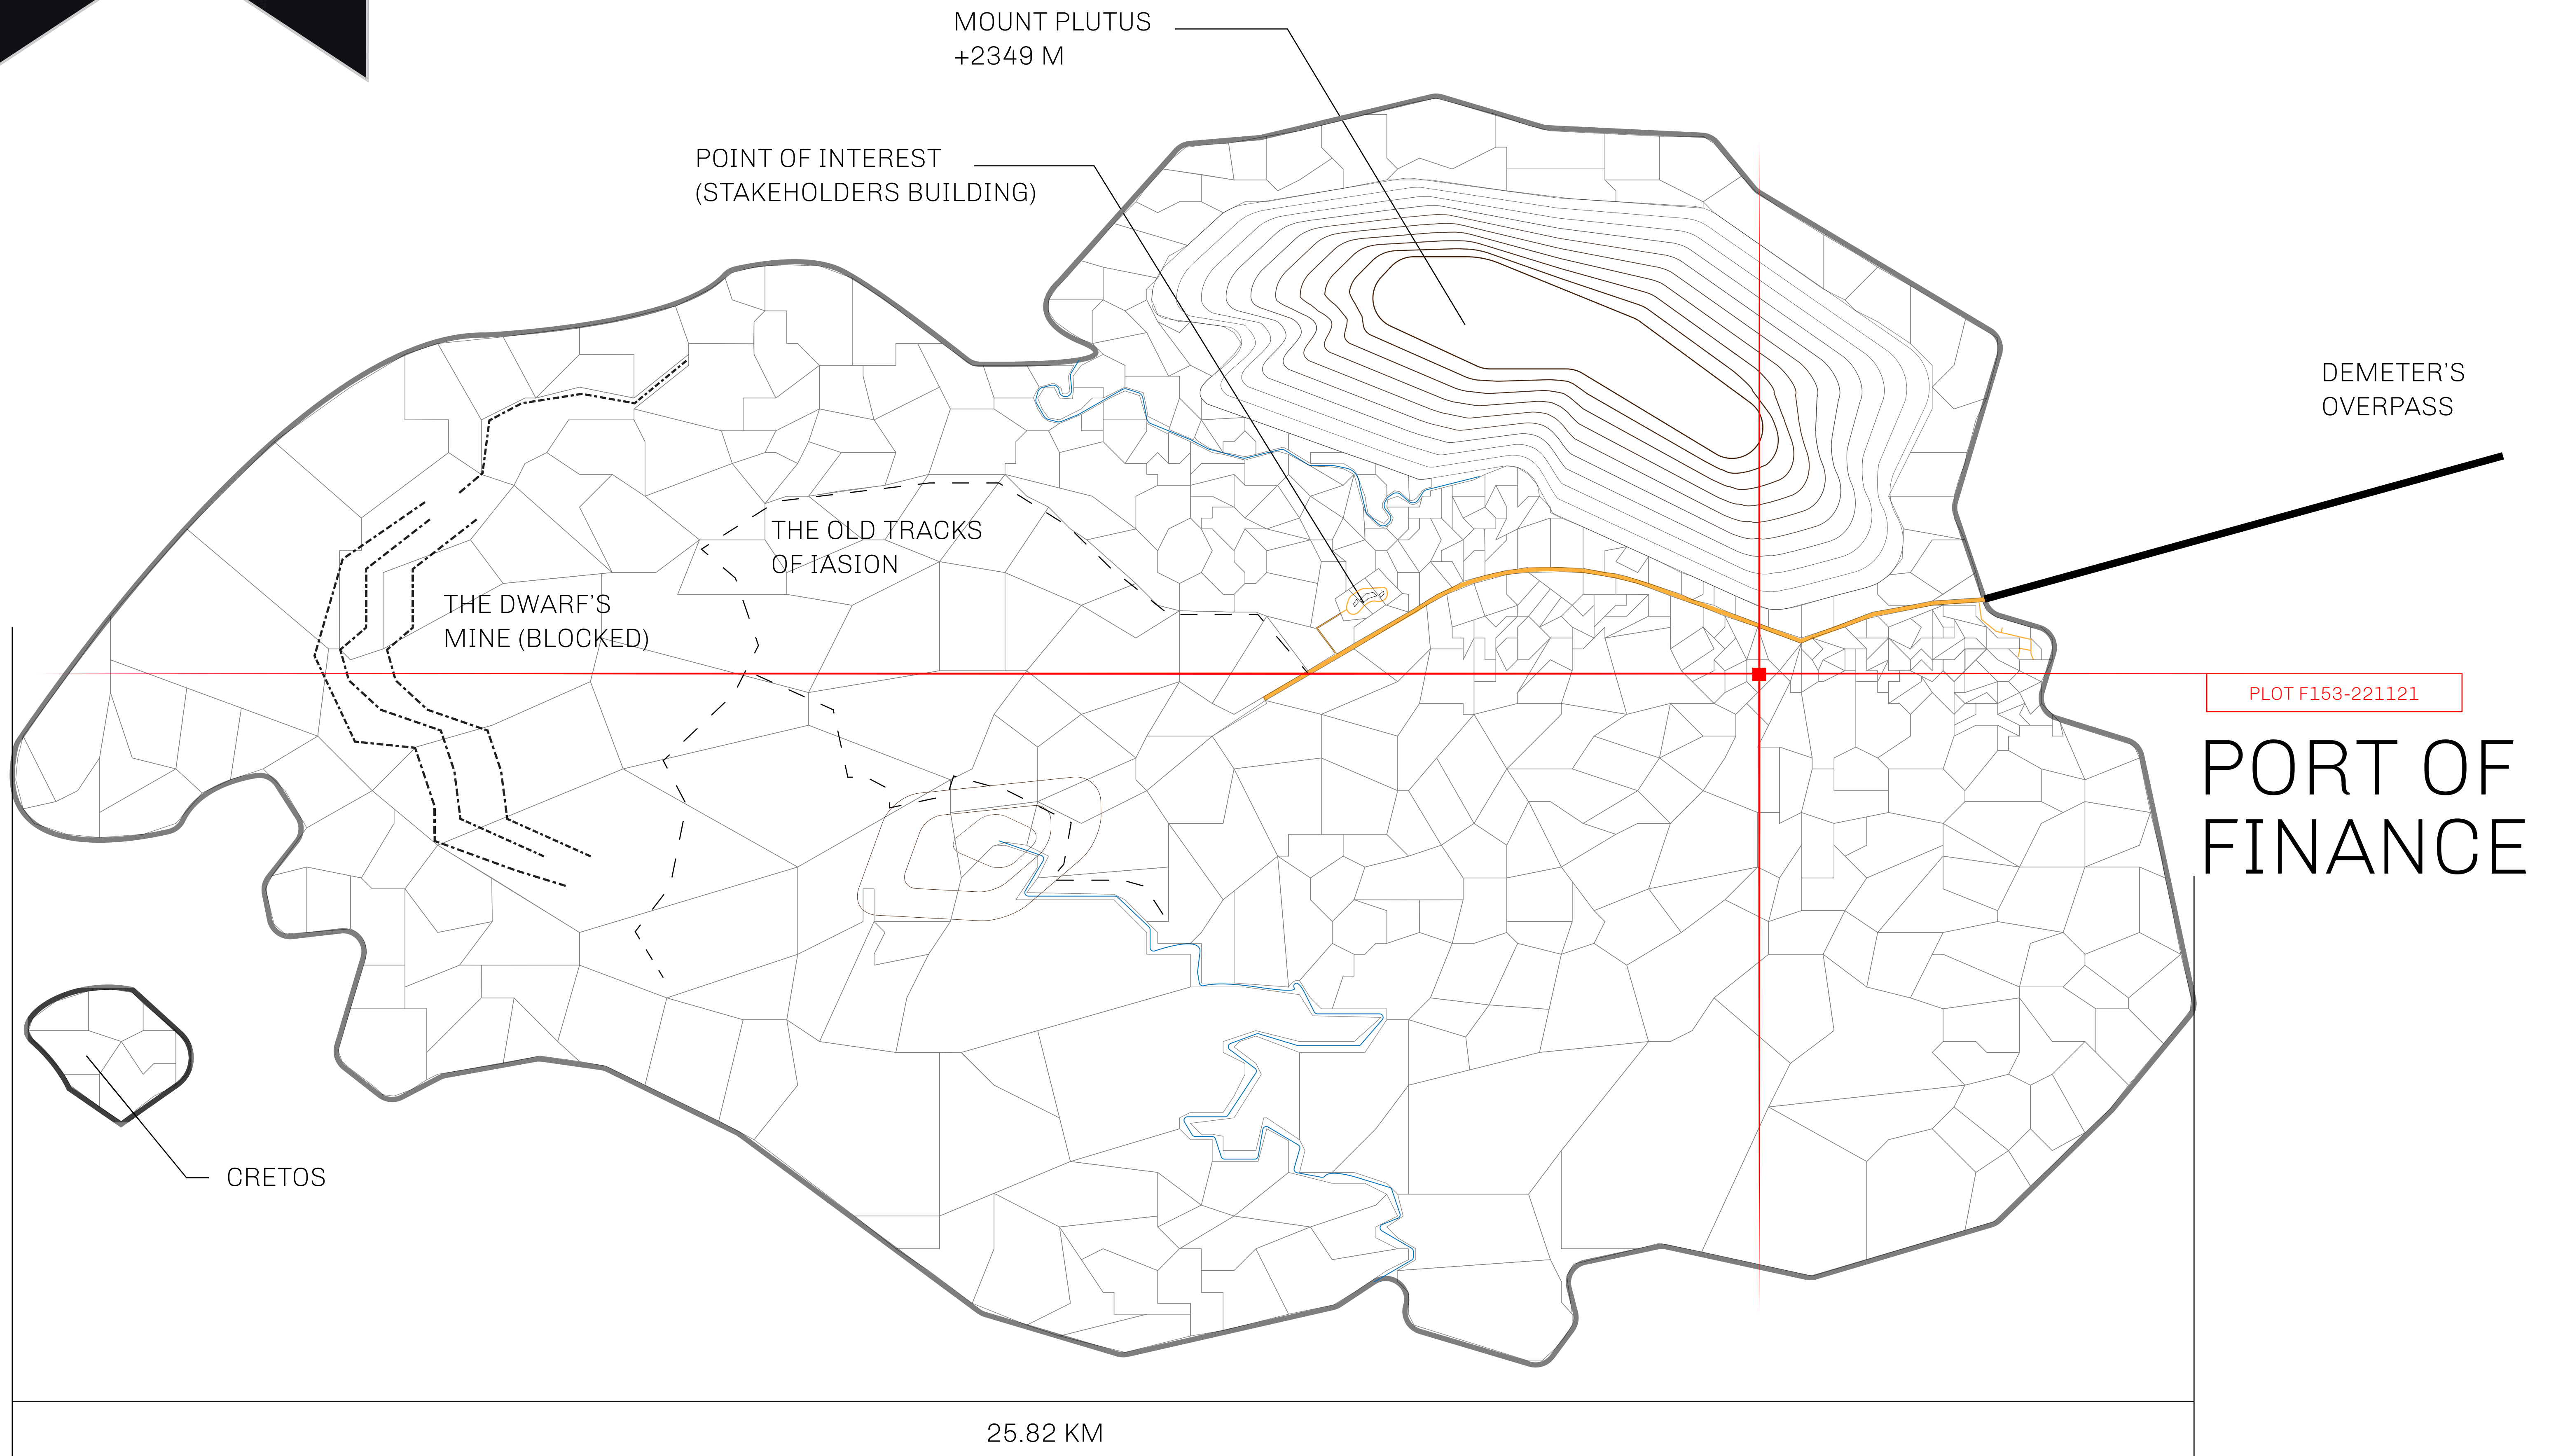 MOUNT PLUTUS
+2349 M
POINT OF INTEREST
(STAKEHOLDERS BUILDING)
DEMETER'S
OVERPASS
THE OLD TRACKS
OF IASION
THE DWARF'S
MINE (BLOCKED)
PLOT F153-221121
PORT OF
FINANCE
CRETOS
25.82 KM